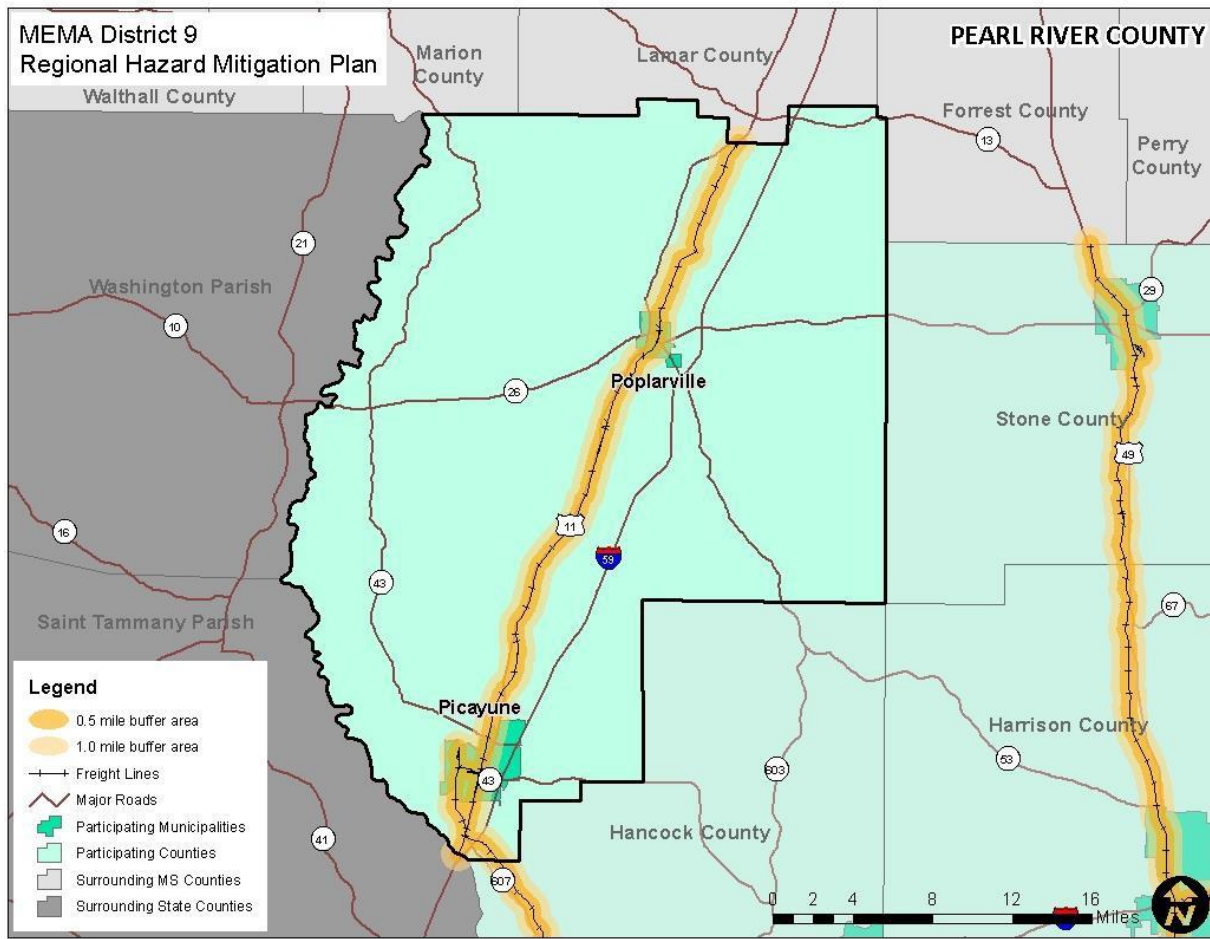 MEMA District 9
Regional Hazard Mitigation Plan
PEARL RIVER COUNTY
Walthall County
Marion
County
Lamar County
Forrest County
Perry
County
13
21
Washington Parish
10
29
26
Poplarville
Stone County
49
11
16
59
43
67
Saint Tammany Parish
Picayune
Harrison County
43
603
53
Hancock County
41
607
Legend
0.5 mile buffer area
1.0 mile buffer area
Freight Lines
Major Roads
Participating Municipalities
Participating Counties
Surrounding MS Counties
Surrounding State Counties
0 2 4 8 12 16
Miles
N